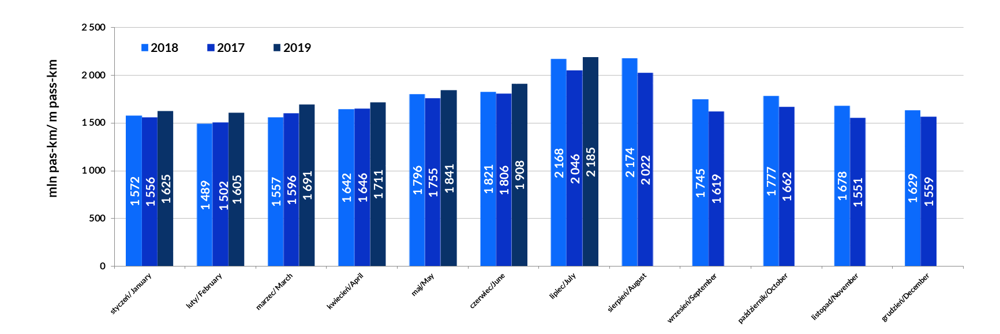 2 500
2018 2017 2019
2 000
1 500
1 000
500
0
mln pas-km/ m pass-km
1 572 1 556 1 625
1 489 1 502 1 605
1 557 1 596 1 691
1 642 1 646 1 711
1 796 1 755 1 841
1 821 1 806 1 908
2 168 2 046 2 185
2 174 2 022
1 745 1 619
1 777 1 662
1 678 1 551
1 629 1 559
styczeń/ January
luty/ February
marzec/ March
kwiecień/April
maj/May
czerwiec/June
lipiec/July
sierpień/August
wrzesień/September
październik/October
listopad/November
grudzień/December